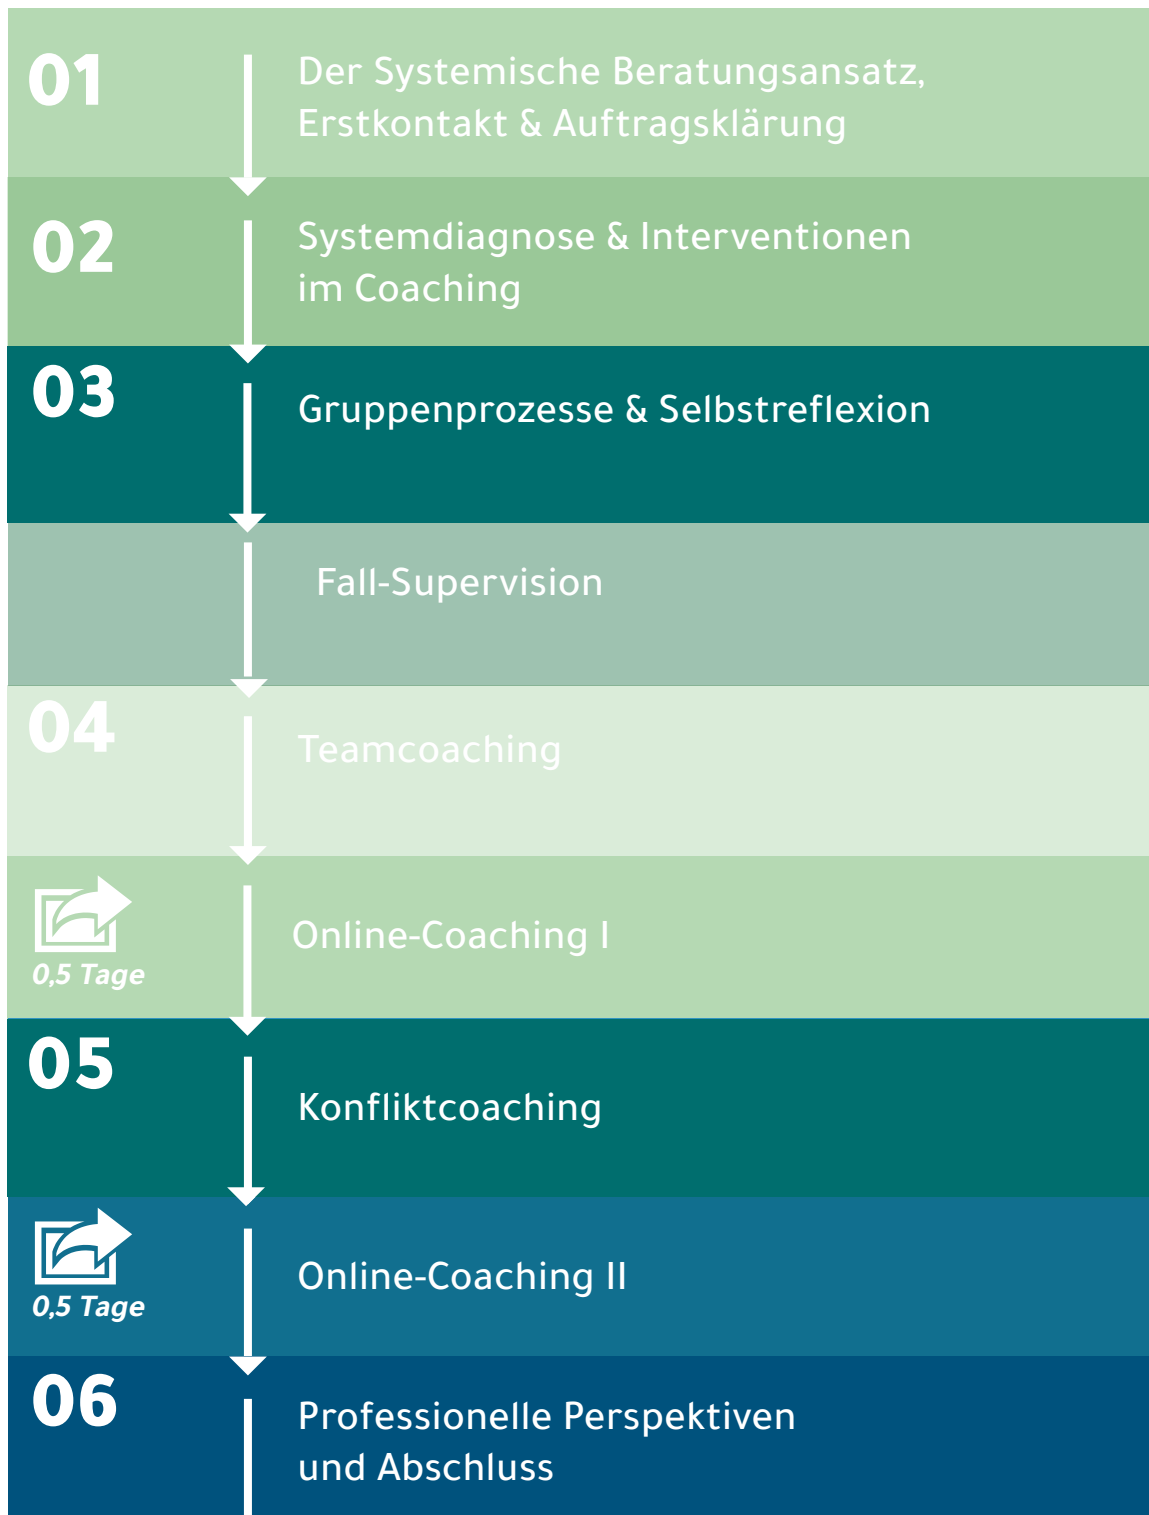 01
Der Systemische Beratungsansatz,
Erstkontakt & Auftragsklärung
02
Systemdiagnose & Interventionen
im Coaching
03
Gruppenprozesse & Selbstreflexion
Fall-Supervision
04
Teamcoaching
0,5 Tage
Online-Coaching I
05
Konfliktcoaching
0,5 Tage
Online-Coaching II
06
Professionelle Perspektiven
und Abschluss